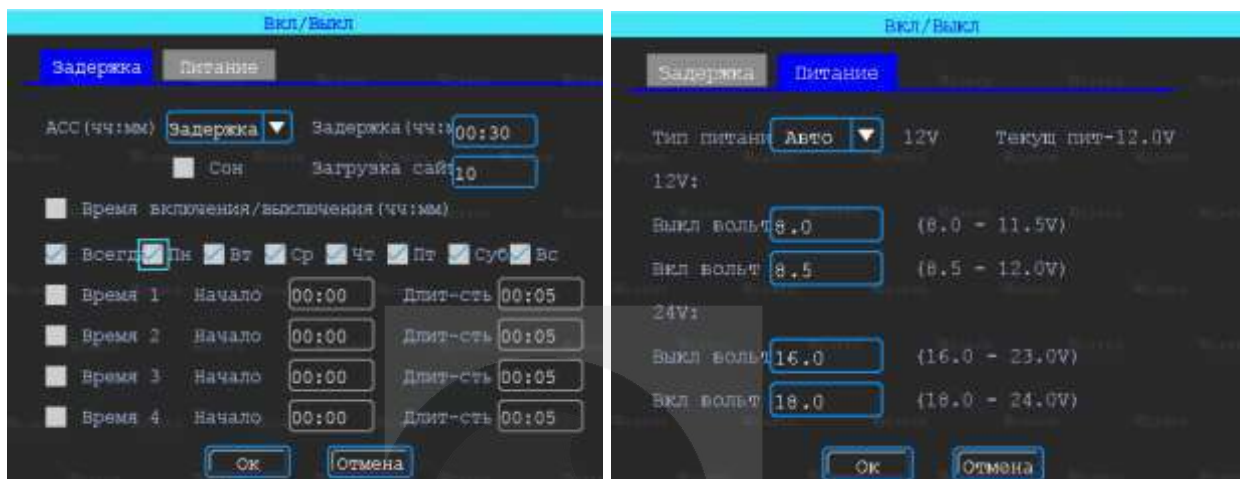 Вкл/Выкл
Задержка Питание
ACC(чч:мм) Задержка Задержка(чч:м 00:30
Сон Загрузка сайт 10
Время включения/выключения(чч:мм)
Всегд Пн Вт Ср Чт Пт Суб Вс
Время 1 Начало 00:00 Длит-сть 00:05
Время 2 Начало 00:00 Длит-сть 00:05
Время 3 Начало 00:00 Длит-сть 00:05
Время 4 Начало 00:00 Длит-сть 00:05
Ок Отмена
Вкл/Выкл
Задержка Питание
Тип питани Авто 12V Текущ пит-12.0V
12V:
Выкл вольт 8.0 (8.0 - 11.5V)
Вкл вольт 8.5 (8.5 - 12.0V)
24V:
Выкл вольт 16.0 (16.0 - 23.0V)
Вкл вольт 18.0 (18.0 - 24.0V)
Ок Отмена